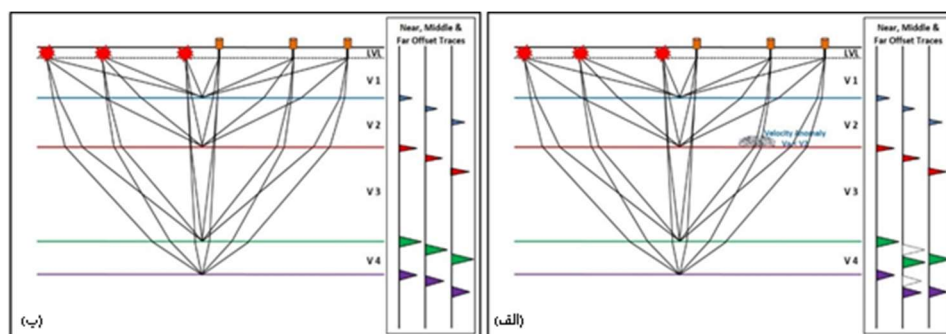 Near, Middle &
Far Offset Traces
LVL
V 1
V 2
V 3
V 4
(ب)
Near, Middle &
Far Offset Traces
LVL
V 1
Velocity Anomaly
V 2
V 3
V 4
(الف)